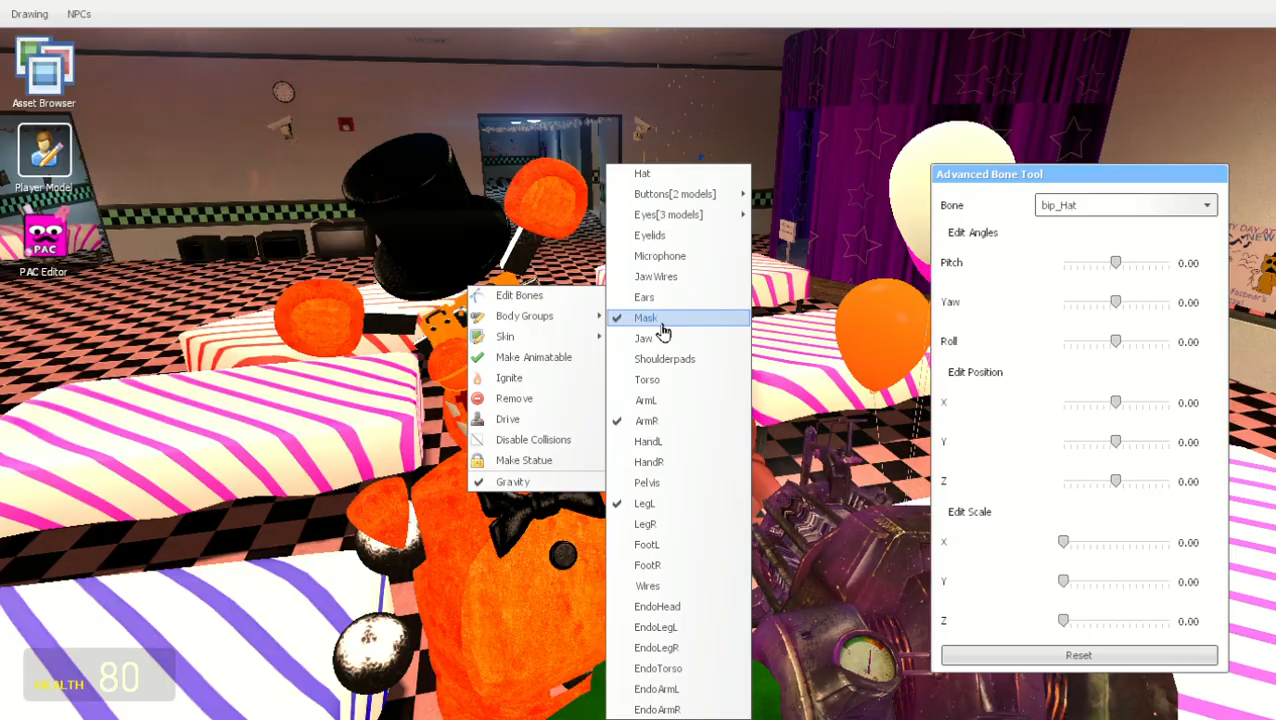 Drawing NPCs
Asset Browser
Player Model
PAC
PAC Editor
Edit Bones
Body Groups
Skin
Make Animatable
Ignite
Remove
Drive
Disable Collisions
Make Statue
Gravity
Hat
Buttons[2 models]
Eyes[3 models]
Eyelids
Microphone
Jaw Wires
Ears
Mask
Jaw
Shoulderpads
Torso
ArmL
ArmR
HandL
HandR
Pelvis
LegL
LegR
FootL
FootR
Wires
EndoHead
EndoLegL
EndoLegR
EndoTorso
EndoArmL
EndoArmR
Advanced Bone Tool
Bone bip_Hat
Edit Angles
Pitch 0.00
Yaw 0.00
Roll 0.00
Edit Position
X 0.00
Y 0.00
Z 0.00
Edit Scale
X 0.00
Y 0.00
Z 0.00
Reset
HEALTH 80